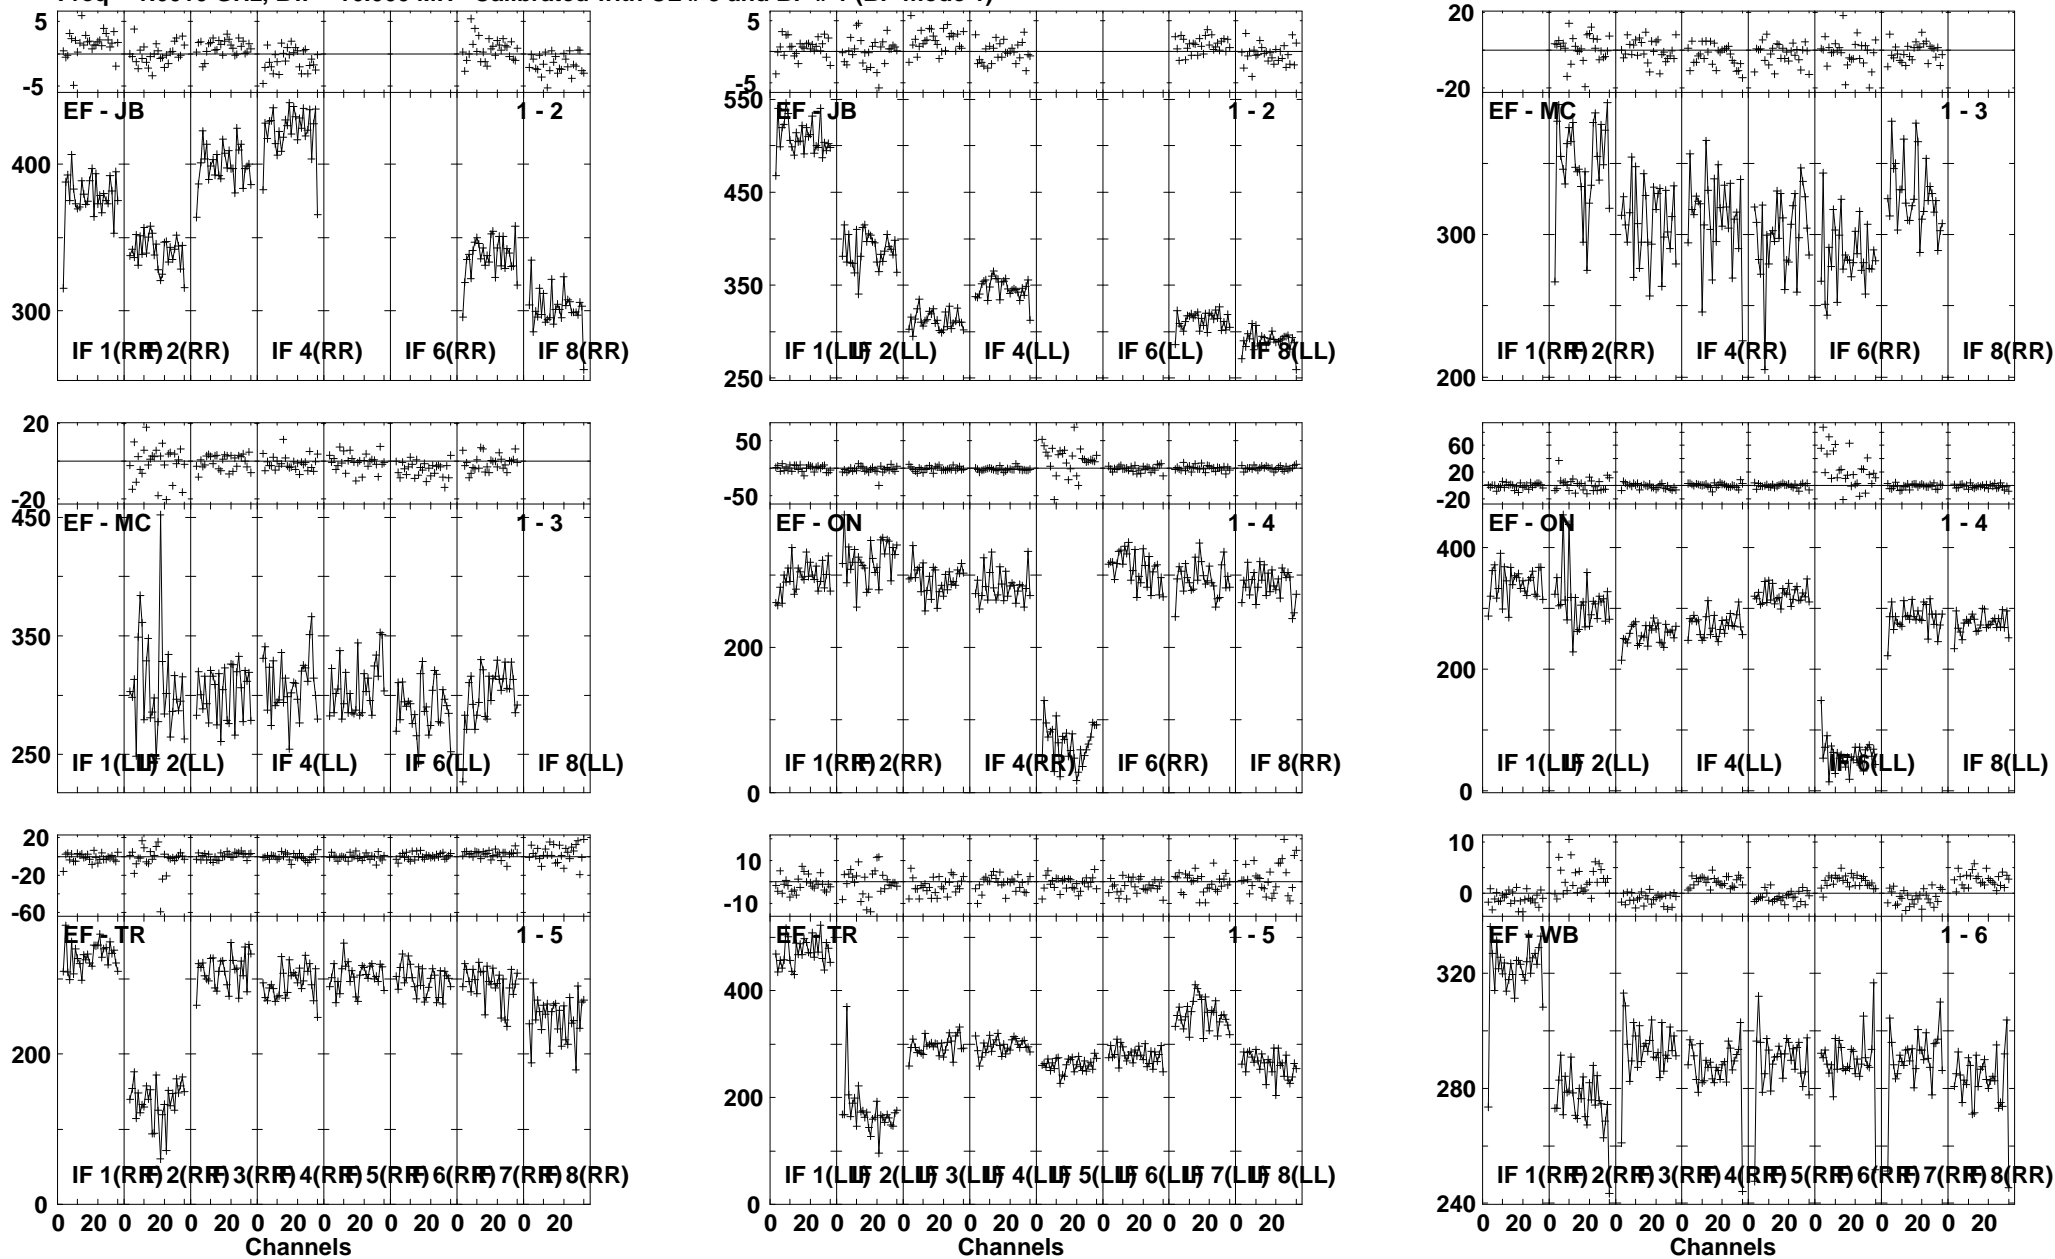 5
-5
EF - JB
1 - 2
400
300
IF 1(RR)
IF 2(RR)
IF 4(RR)
IF 6(RR)
IF 8(RR)
5
-5
550
EF - JB
1 - 2
450
350
250
IF 1(LL)
IF 2(LL)
IF 4(LL)
IF 6(LL)
IF 8(LL)
20
-20
EF - MC
1 - 3
300
200
IF 1(RR)
IF 2(RR)
IF 4(RR)
IF 6(RR)
IF 8(RR)
20
-20
450
EF - MC
1 - 3
350
250
IF 1(LL)
IF 2(LL)
IF 4(LL)
IF 6(LL)
IF 8(LL)
50
-50
EF - ON
1 - 4
200
0
IF 1(RR)
IF 2(RR)
IF 4(RR)
IF 6(RR)
IF 8(RR)
60
20
-20
EF - ON
1 - 4
400
200
0
IF 1(LL)
IF 2(LL)
IF 4(LL)
IF 6(LL)
IF 8(LL)
20
-20
-60
EF - TR
1 - 5
200
0
IF 1(RR)
IF 2(RR)
IF 3(RR)
IF 4(RR)
IF 5(RR)
IF 6(RR)
IF 7(RR)
IF 8(RR)
0 20 0 20 0 20 0 20 0 20 0 20 0 20 0 20
Channels
10
-10
EF - TR
1 - 5
400
200
0
IF 1(LL)
IF 2(LL)
IF 3(LL)
IF 4(LL)
IF 5(LL)
IF 6(LL)
IF 7(LL)
IF 8(LL)
0 20 0 20 0 20 0 20 0 20 0 20 0 20 0 20
Channels
10
0
EF - WB
1 - 6
320
280
240
IF 1(RR)
IF 2(RR)
IF 3(RR)
IF 4(RR)
IF 5(RR)
IF 6(RR)
IF 7(RR)
IF 8(RR)
0 20 0 20 0 20 0 20 0 20 0 20 0 20 0 20
Channels